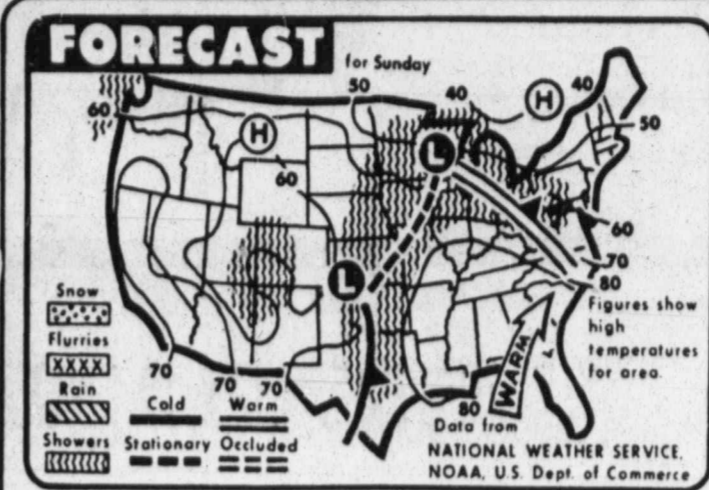 FORECAST
for Sunday
50
40
H
40
60
H
50
L
60
60
L
70
80
Figures show
high
temperatures
for area.
Snow
Flurries
Rain
Showers
70
70
70
Cold
Warm
Stationary
Occluded
80
WARM
Data from
NATIONAL WEATHER SERVICE,
NOAA, U.S. Dept. of Commerce